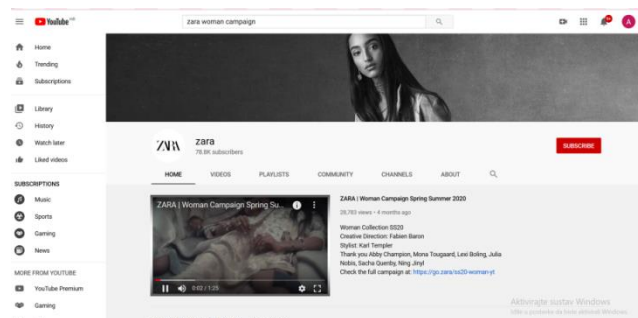 YouTube
zara woman campaign
A
Home
Trending
Subscriptions
Library
History
Watch later
Liked videos
SUBSCRIPTIONS
Music
Sports
Gaming
News
MORE FROM YOUTUBE
YouTube Premium
Gaming
ZARA
zara
78.8K subscribers
SUBSCRIBE
HOME
VIDEOS
PLAYLISTS
COMMUNITY
CHANNELS
ABOUT
ZARA | Woman Campaign Spring Su...
0:02 / 1:25
ZARA | Woman Campaign Spring Summer 2020
28,783 views • 4 months ago
Woman Collection SS20
Creative Direction: Fabien Baron
Stylist: Karl Templer
Thank you Abby Champion, Mona Tougaard, Lexi Boling, Julia
Nobis, Sacha Quenby, Ning Jinyi
Check the full campaign at: https://go.zara/ss20-woman-yt
Aktivirajte sustav Windows